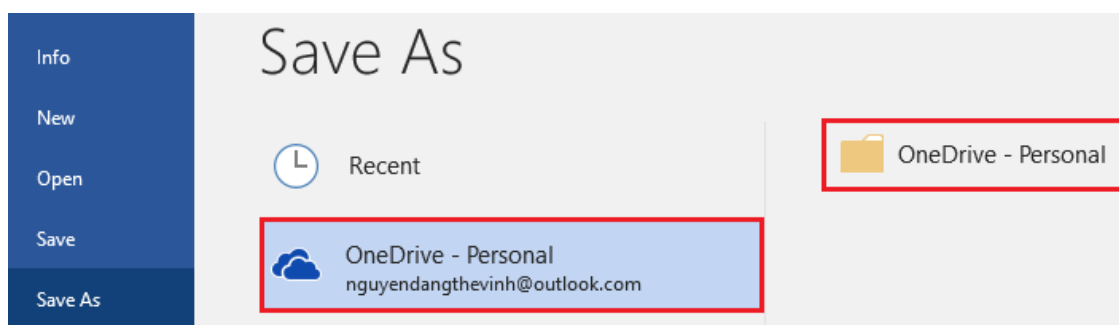 Info
New
Open
Save
Save As
Save As
Recent
OneDrive - Personal
nguyendangthevinh@outlook.com
OneDrive - Personal